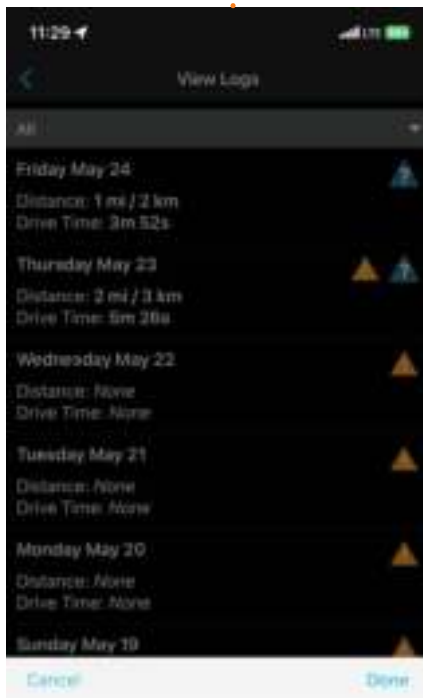 11:29
LTE
View Logs
All
Friday May 24
Distance: 1 mi / 2 km
Drive Time: 3m 52s
Thursday May 23
Distance: 2 mi / 3 km
Drive Time: 5m 26s
Wednesday May 22
Distance: None
Drive Time: None
Tuesday May 21
Distance: None
Drive Time: None
Monday May 20
Distance: None
Drive Time: None
Sunday May 19
Cancel
Done